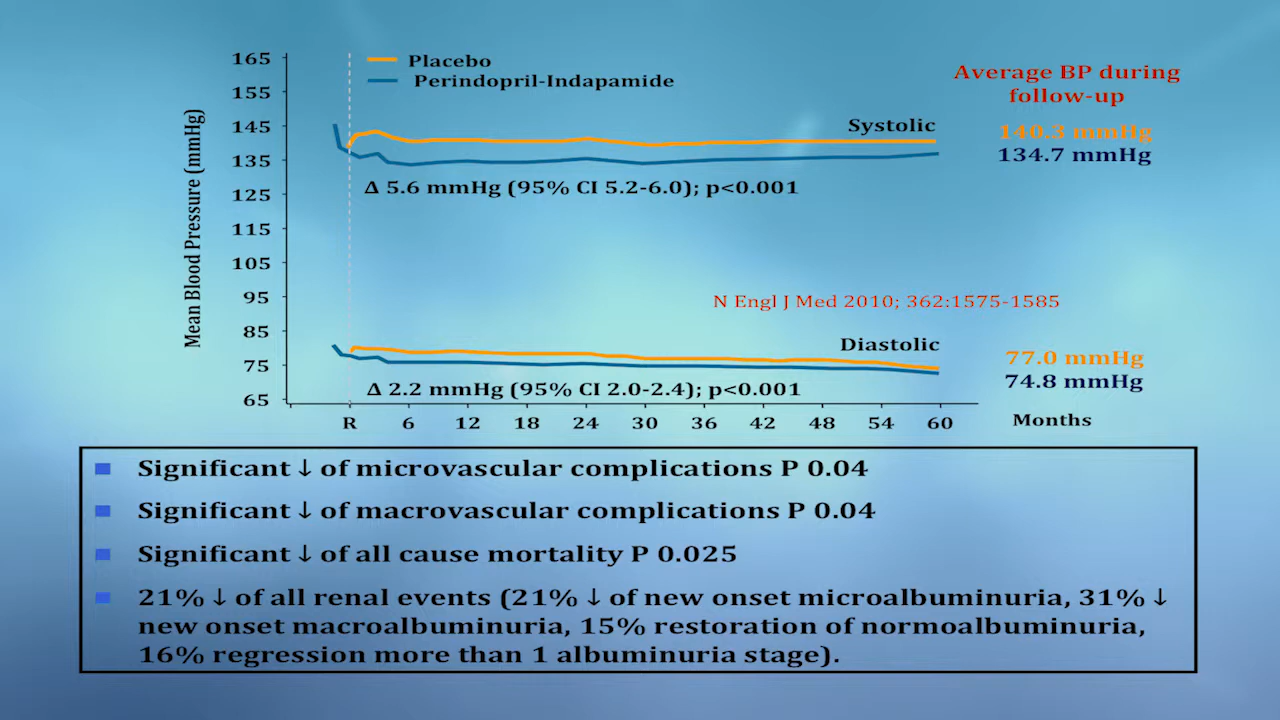 Placebo
Perindopril-Indapamide
Mean Blood Pressure (mmHg)
165
155
145
135
125
115
105
95
85
75
65
Average BP during
follow-up
Systolic
140.3 mmHg
134.7 mmHg
Δ 5.6 mmHg (95% CI 5.2-6.0); p<0.001
N Engl J Med 2010; 362:1575-1585
Diastolic
77.0 mmHg
74.8 mmHg
Δ 2.2 mmHg (95% CI 2.0-2.4); p<0.001
R 6 12 18 24 30 36 42 48 54 60 Months
Significant ↓ of microvascular complications P 0.04
Significant ↓ of macrovascular complications P 0.04
Significant ↓ of all cause mortality P 0.025
21% ↓ of all renal events (21% ↓ of new onset microalbuminuria, 31% ↓
new onset macroalbuminuria, 15% restoration of normoalbuminuria,
16% regression more than 1 albuminuria stage).